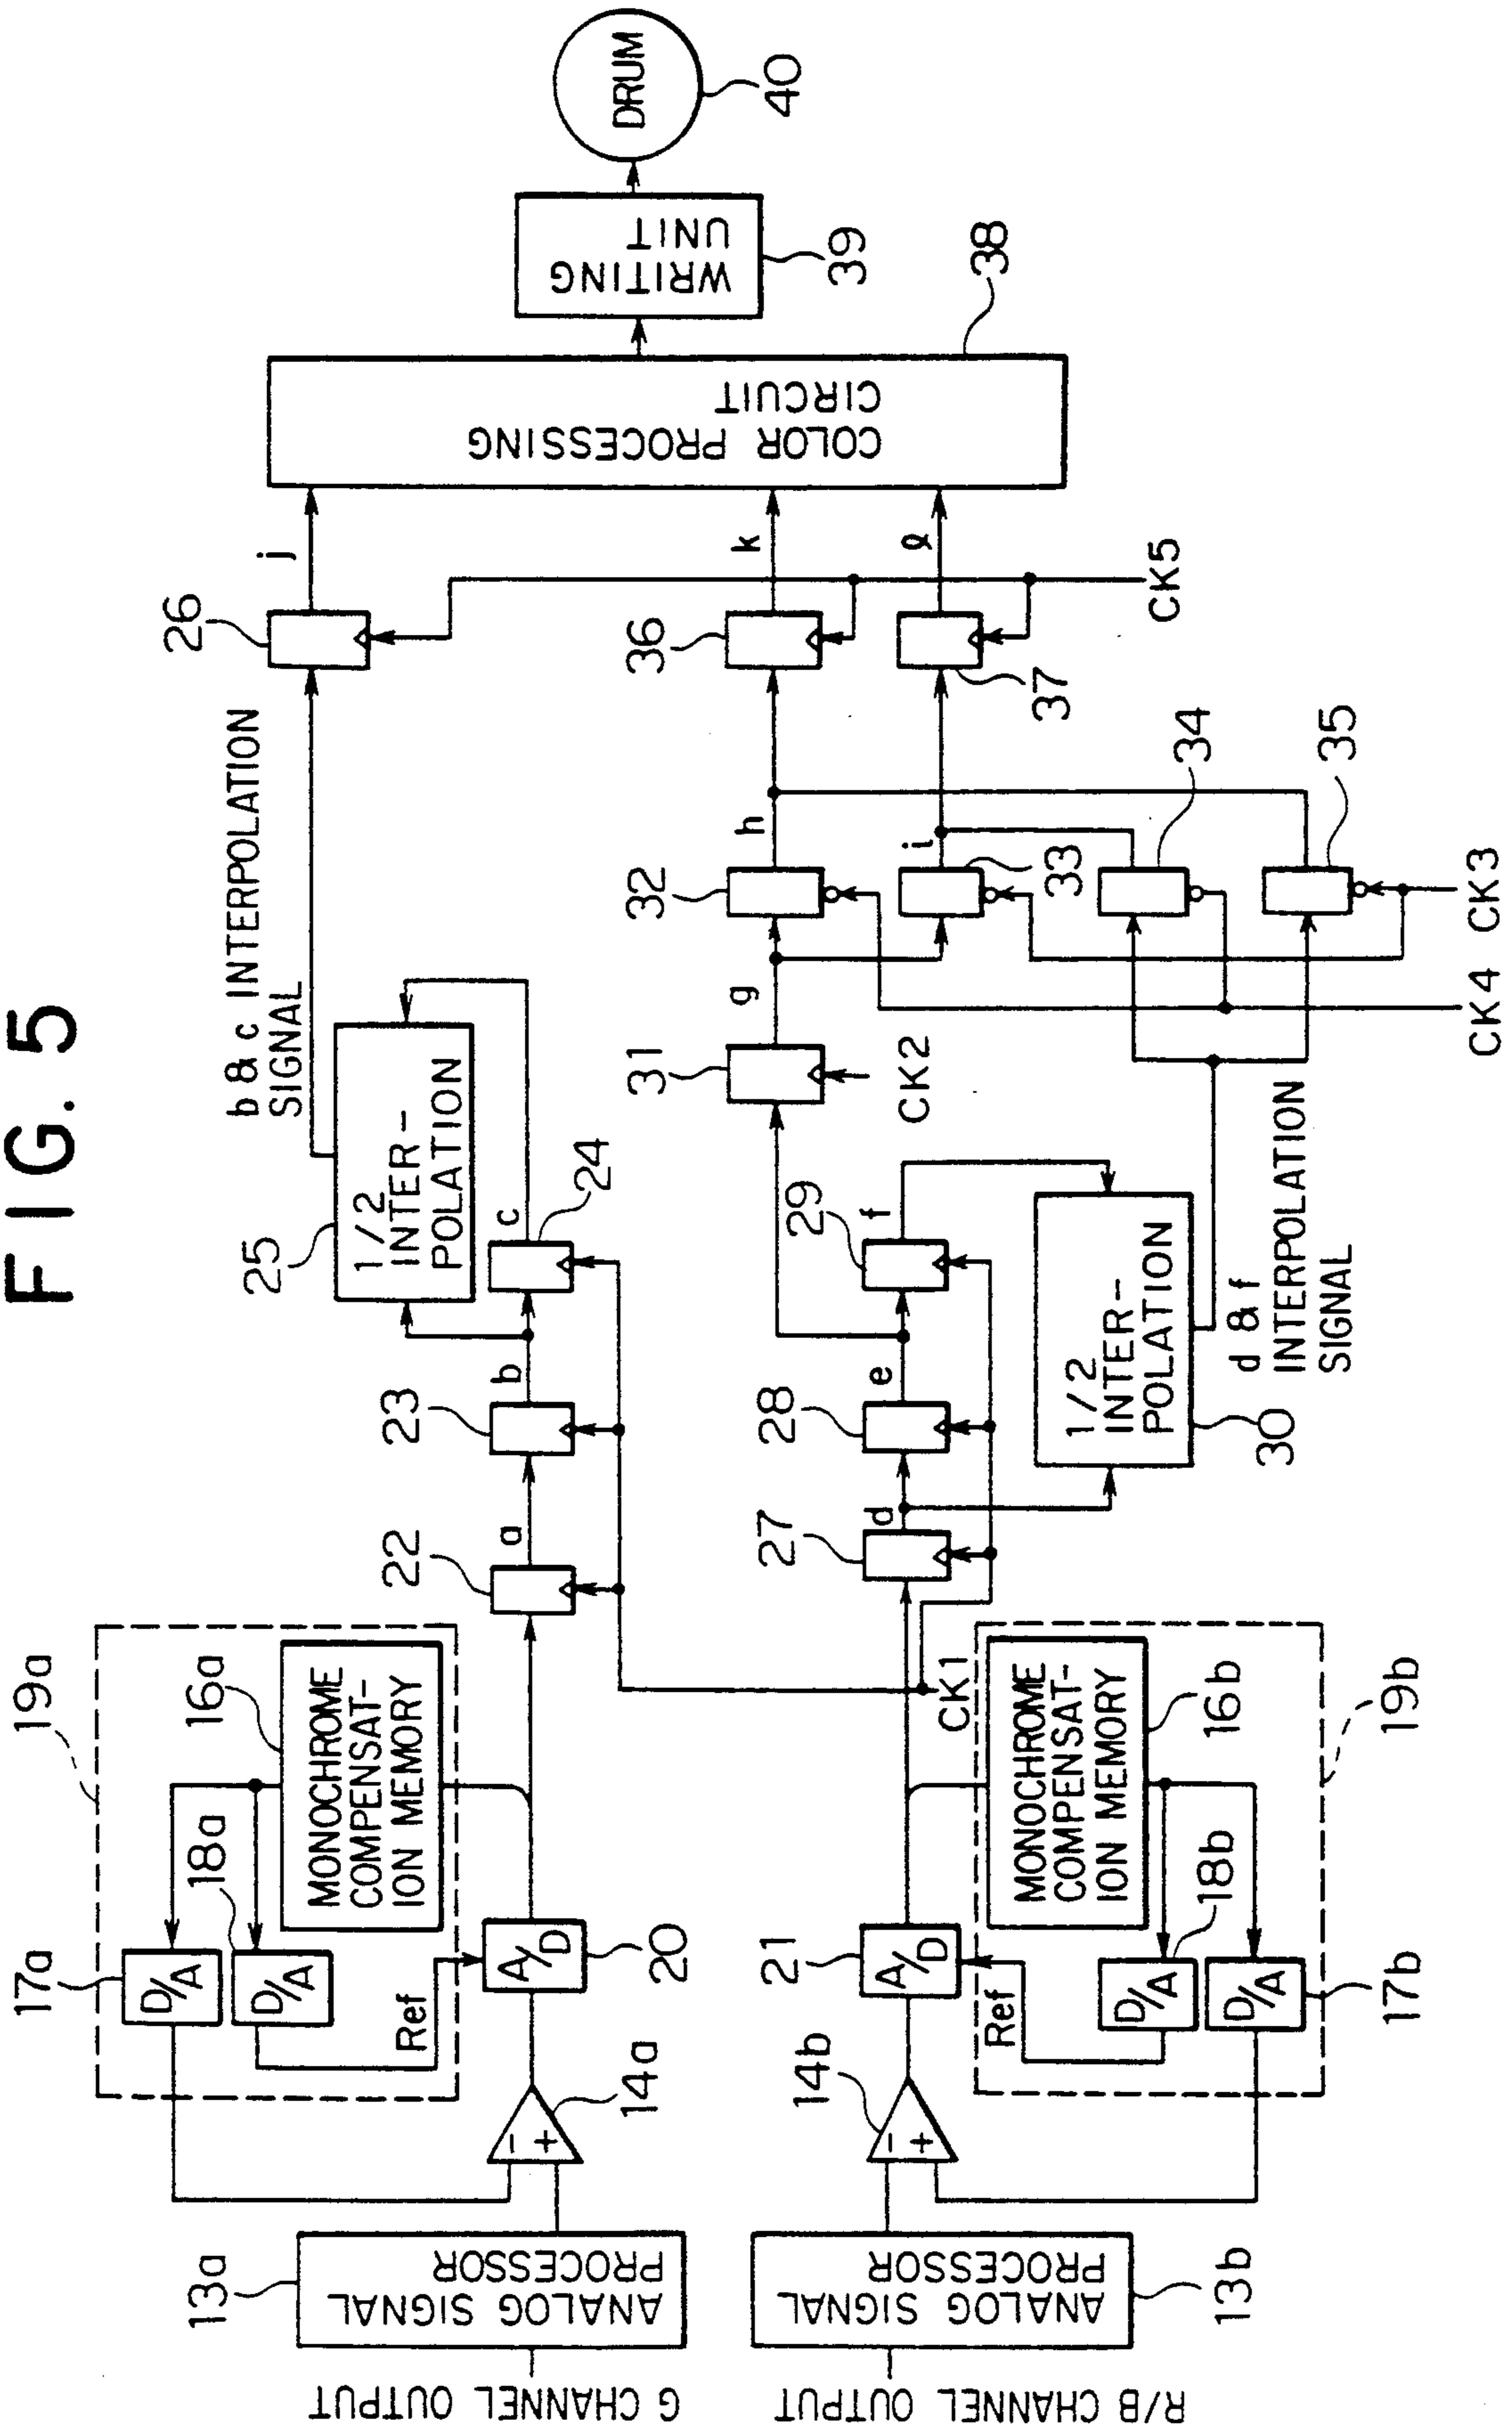 FIG. 5
19a
17a
D/A
18a
D/A
16a
MONOCHROME
COMPENSAT-
ION MEMORY
Ref
13a
ANALOG SIGNAL
PROCESSOR
G CHANNEL OUTPUT
-
+
14a
A/D
20
22
a
23
b
24
c
25
1/2
INTER-
POLATION
b & c INTERPOLATION
SIGNAL
26
j
CK1
R/B CHANNEL OUTPUT
ANALOG SIGNAL
PROCESSOR
13b
-
+
14b
A/D
21
Ref
MONOCHROME
COMPENSAT-
ION MEMORY
16b
D/A
18b
D/A
17b
19b
27
d
28
e
29
f
1/2
INTER-
POLATION
30
d & f
INTERPOLATION
SIGNAL
31
CK2
g
32
h
33
i
34
35
CK4
CK3
36
k
37
ℓ
CK5
COLOR PROCESSING
CIRCUIT
38
WRITING
UNIT
39
DRUM
40